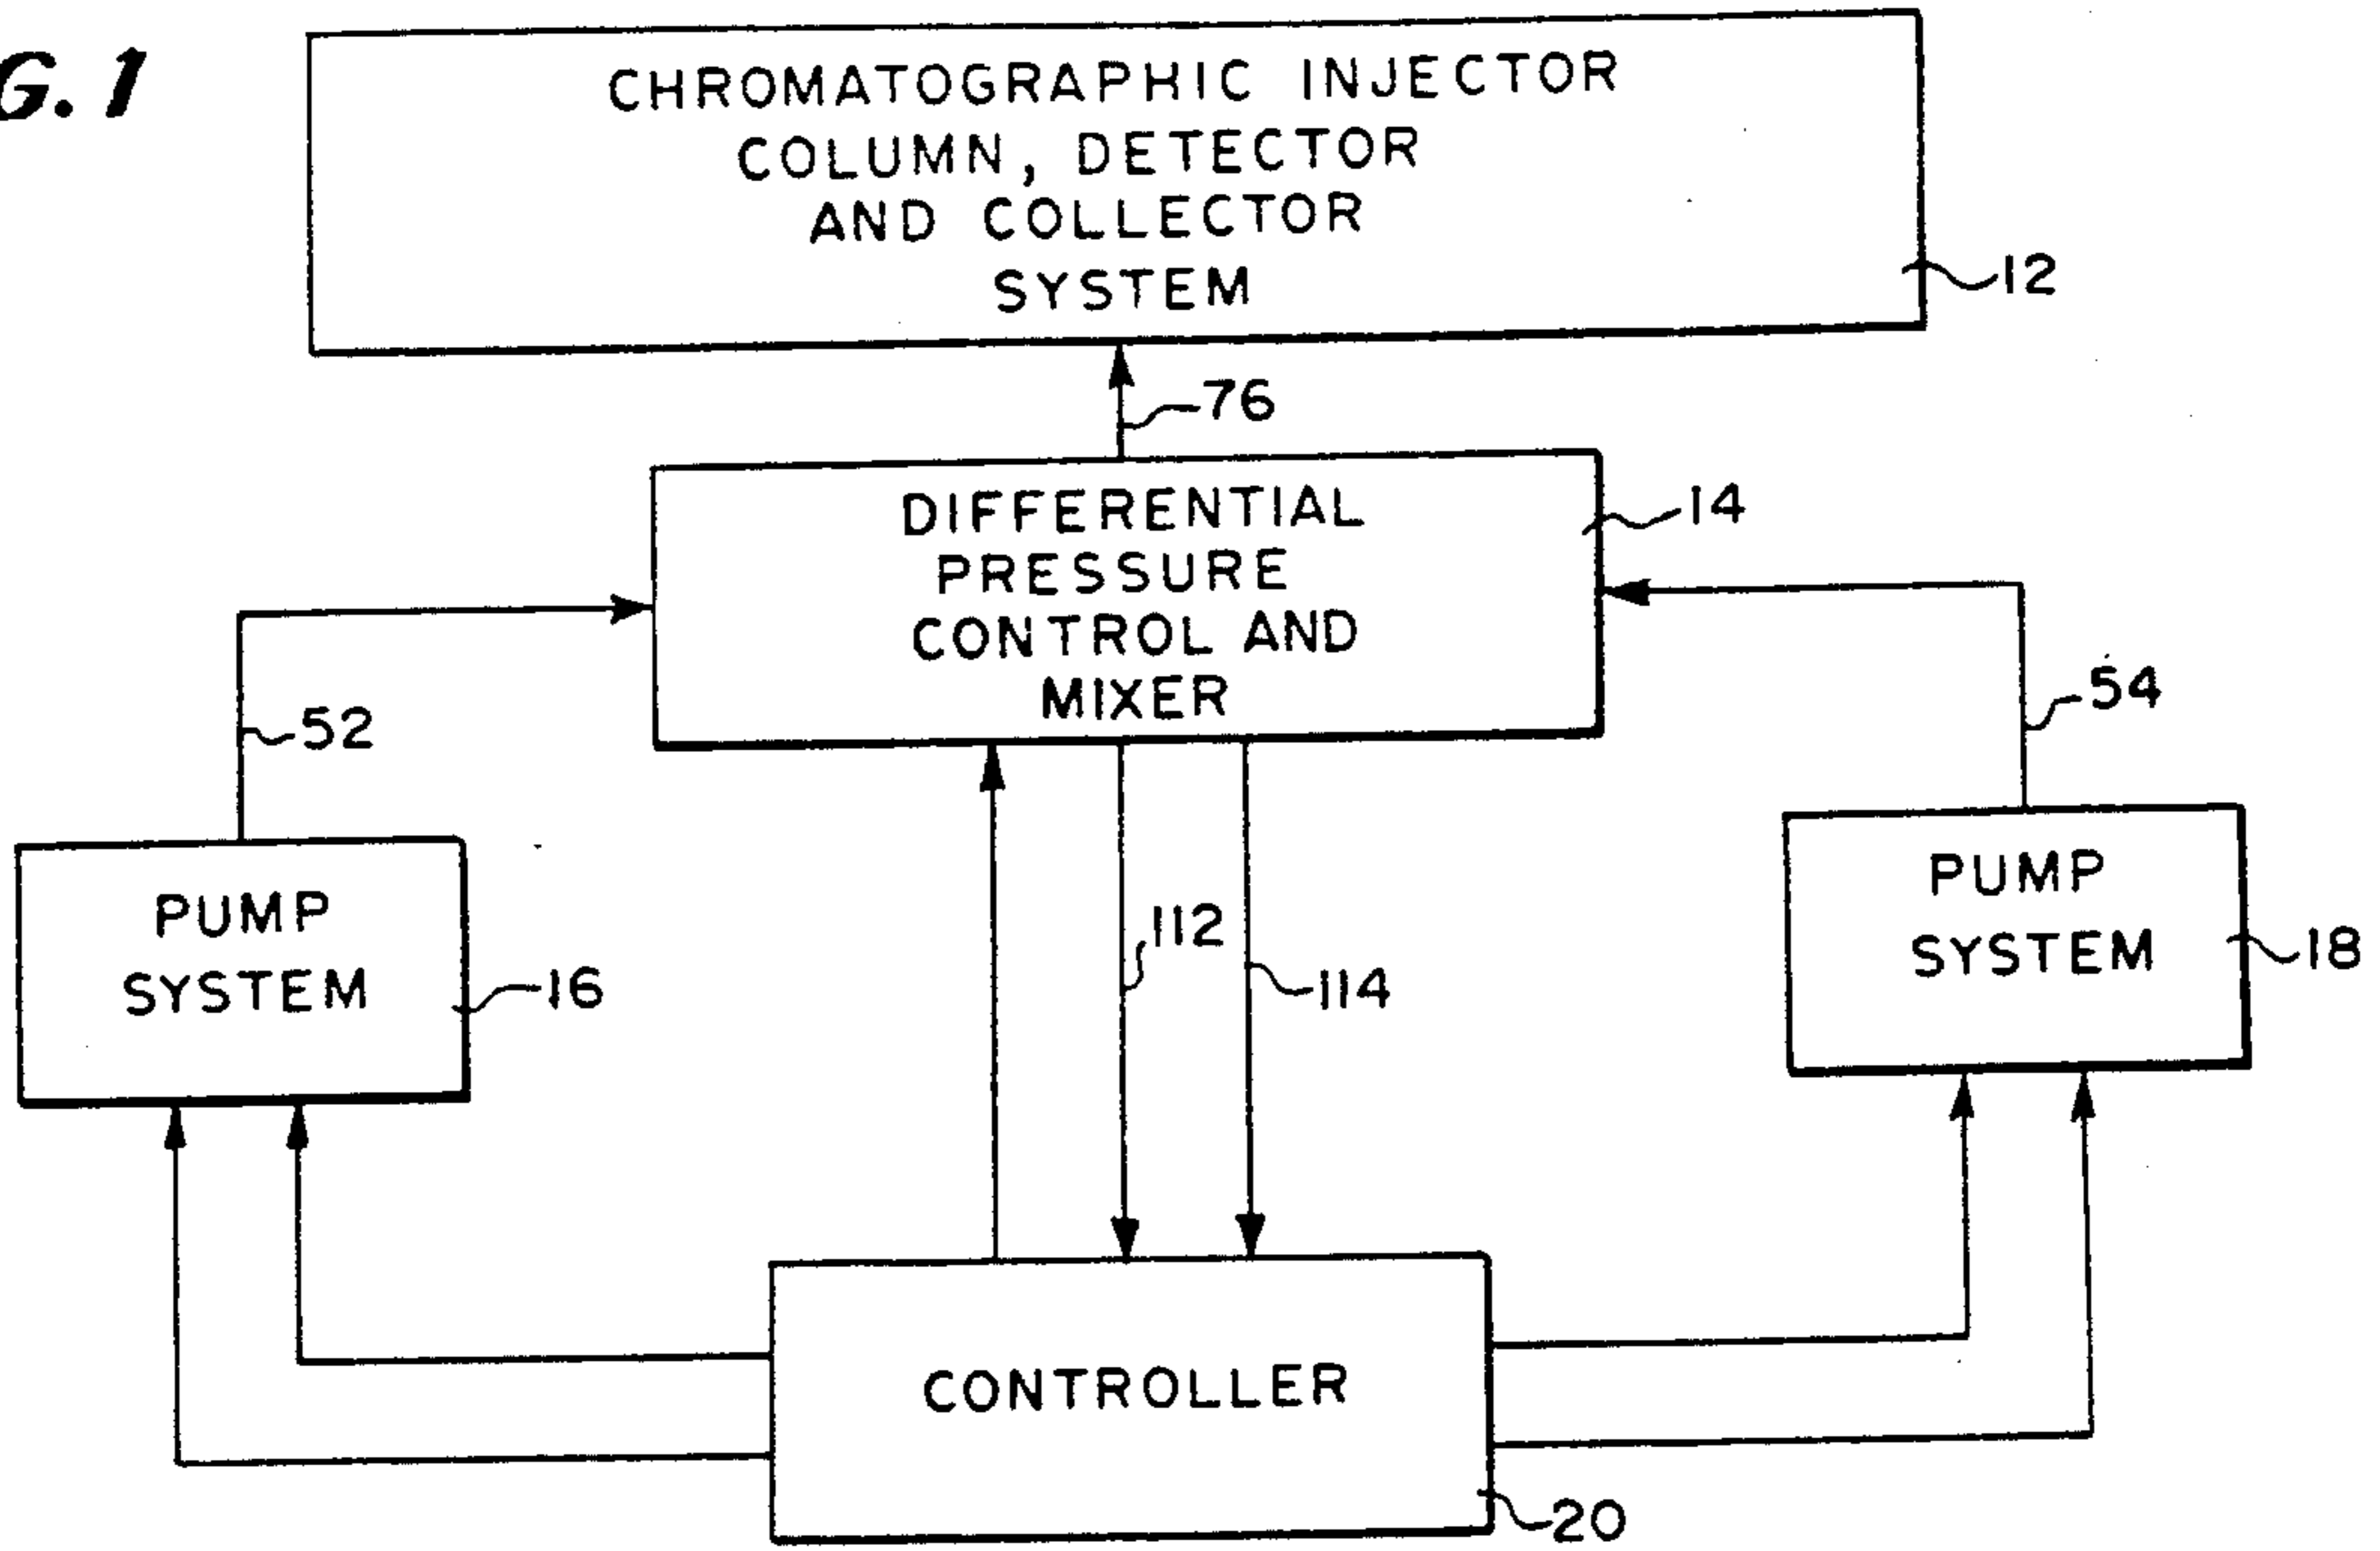 G. 1
CHROMATOGRAPHIC INJECTOR
COLUMN, DETECTOR
AND COLLECTOR
SYSTEM
12
76
DIFFERENTIAL
PRESSURE
CONTROL AND
MIXER
14
52
54
PUMP
SYSTEM
16
112
114
PUMP
SYSTEM
18
CONTROLLER
20